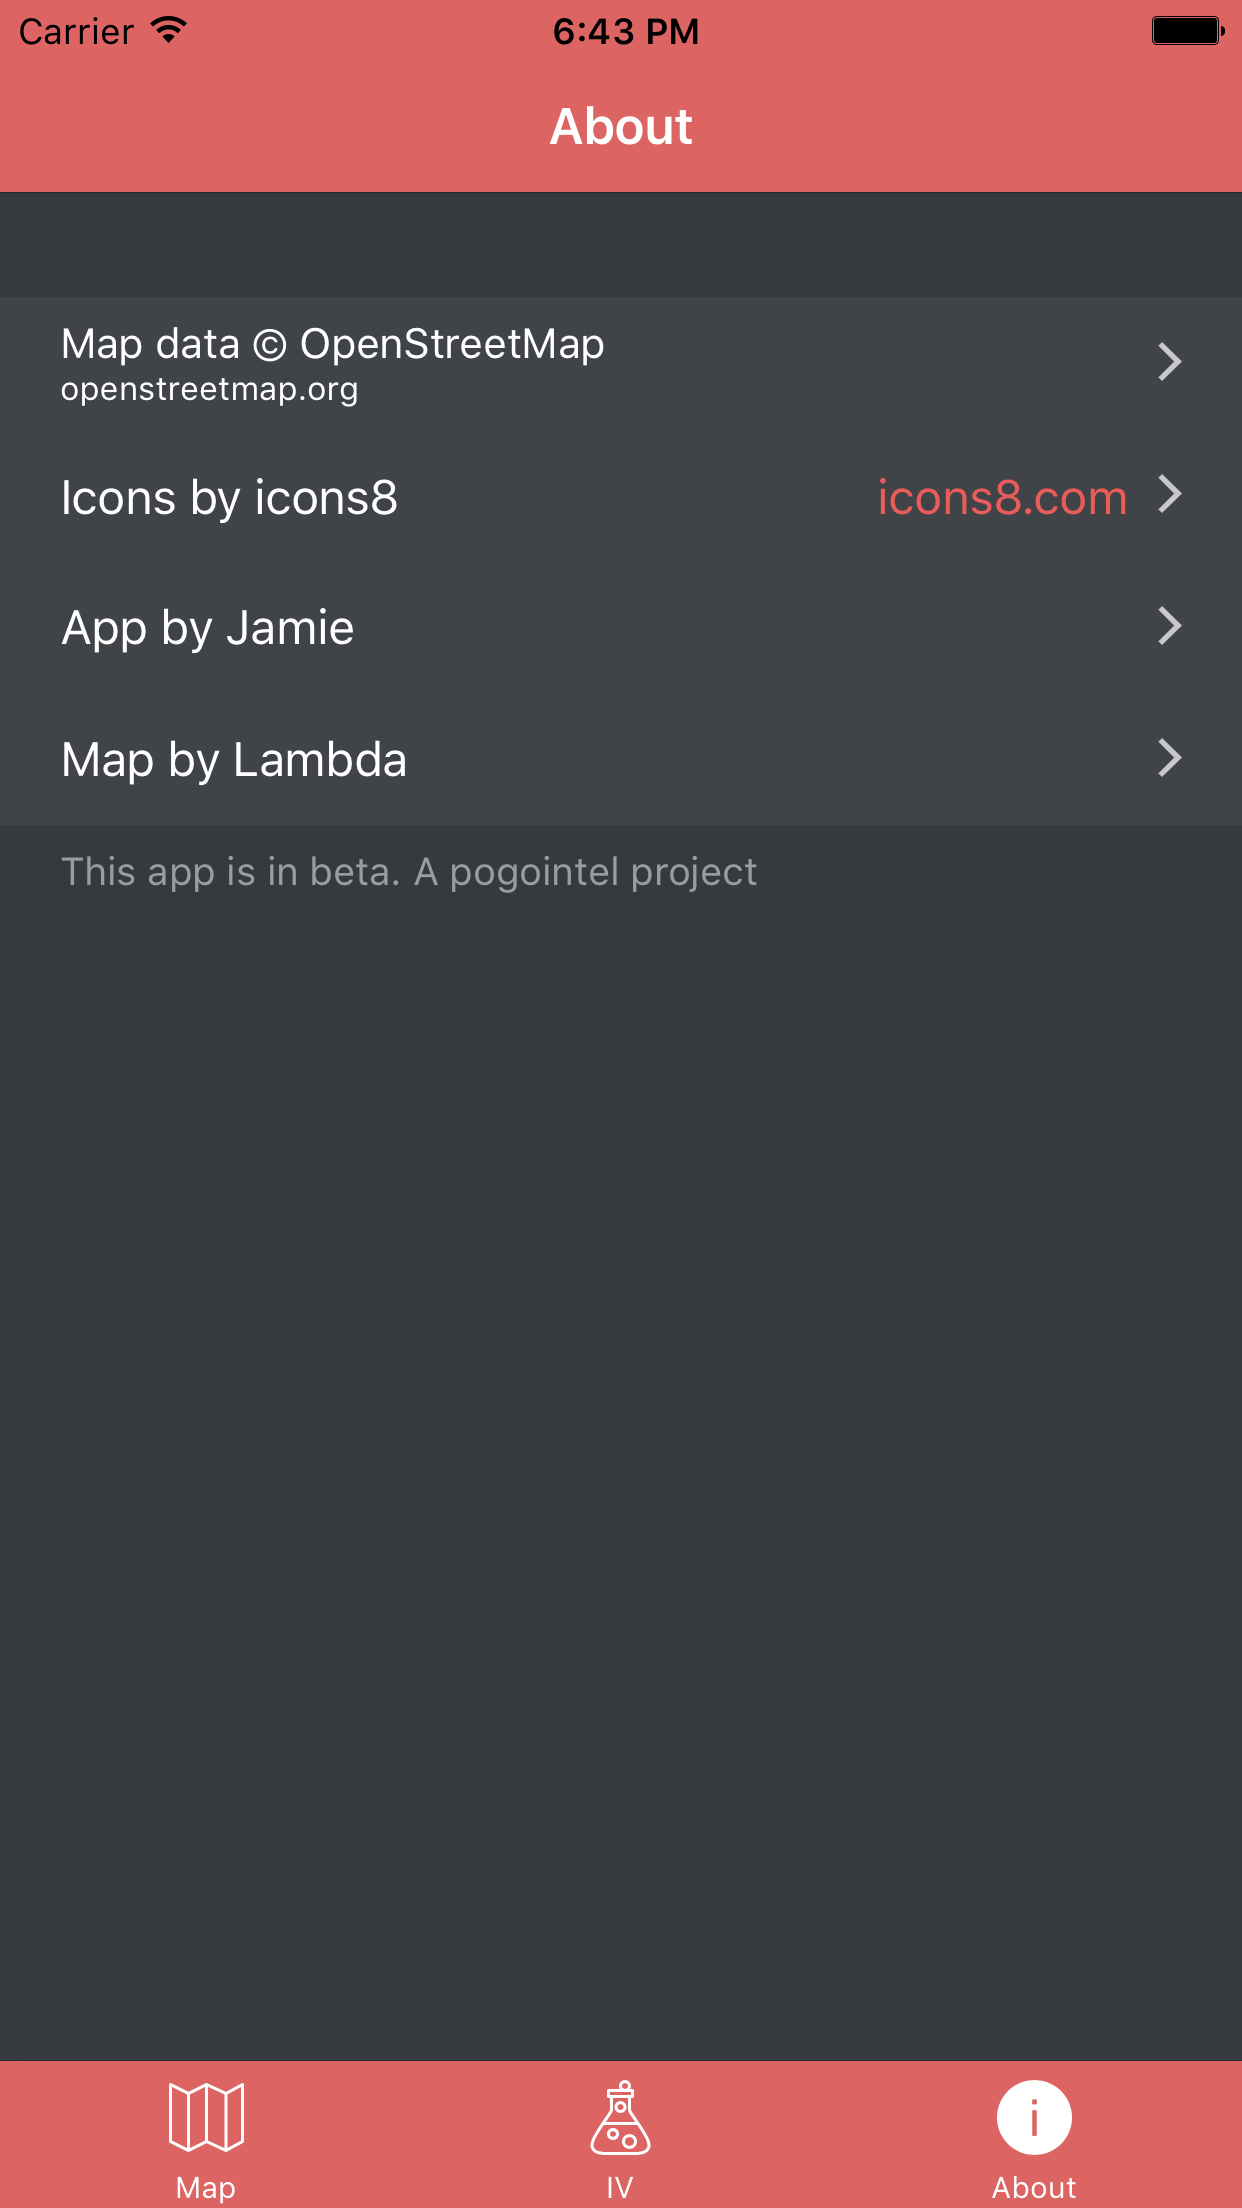 Carrier 6:43 PM
About
Map data © OpenStreetMap
openstreetmap.org
Icons by icons8 icons8.com
App by Jamie
Map by Lambda
This app is in beta. A pogointel project
Map IV About